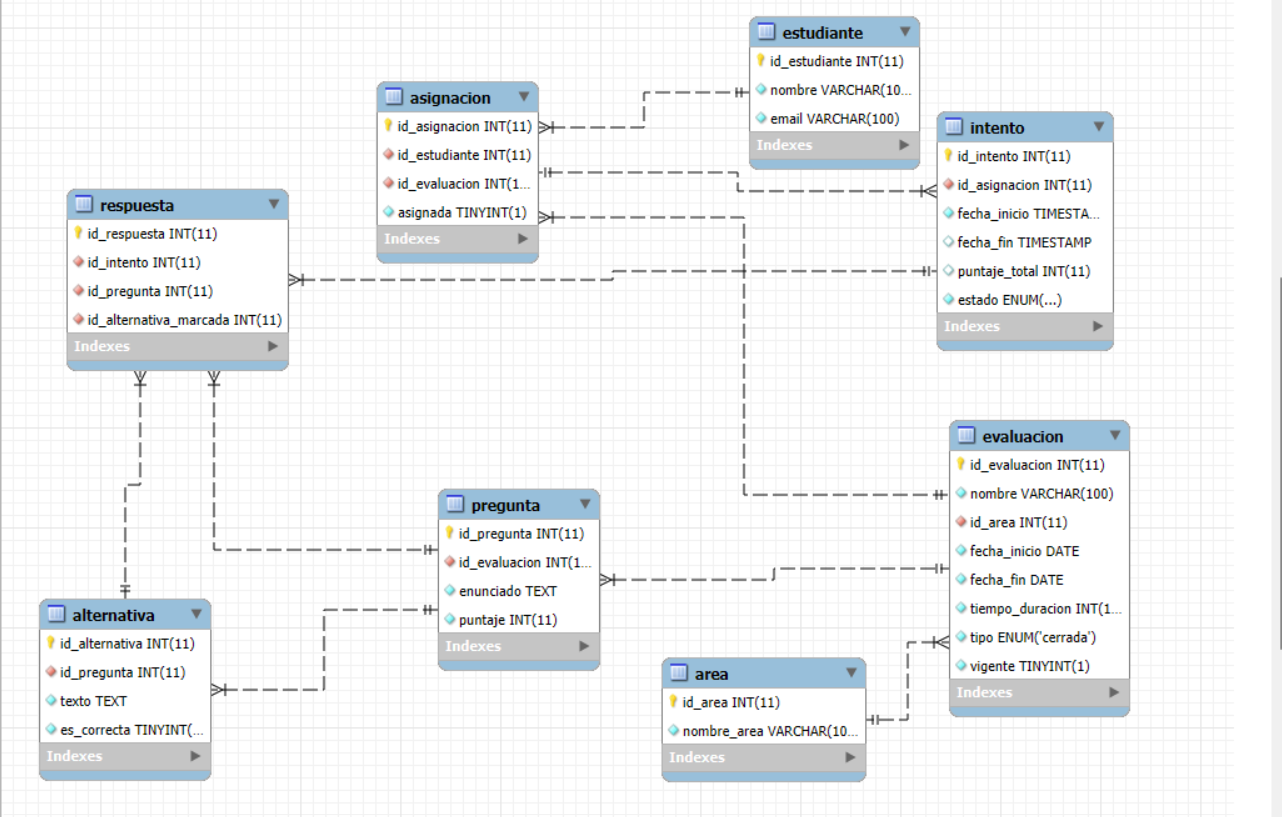 estudiante
id_estudiante INT(11)
nombre VARCHAR(10...
email VARCHAR(100)
Indexes
asignacion
id_asignacion INT(11)
id_estudiante INT(11)
id_evaluacion INT(1...
asignada TINYINT(1)
Indexes
intento
id_intento INT(11)
id_asignacion INT(11)
fecha_inicio TIMESTA...
fecha_fin TIMESTAMP
puntaje_total INT(11)
estado ENUM(...)
Indexes
respuesta
id_respuesta INT(11)
id_intento INT(11)
id_pregunta INT(11)
id_alternativa_marcada INT(11)
Indexes
evaluacion
id_evaluacion INT(11)
nombre VARCHAR(100)
id_area INT(11)
fecha_inicio DATE
fecha_fin DATE
tiempo_duracion INT(1...
tipo ENUM('cerrada')
vigente TINYINT(1)
Indexes
pregunta
id_pregunta INT(11)
id_evaluacion INT(1...
enunciado TEXT
puntaje INT(11)
Indexes
alternativa
id_alternativa INT(11)
id_pregunta INT(11)
texto TEXT
es_correcta TINYINT(...
Indexes
area
id_area INT(11)
nombre_area VARCHAR(10...
Indexes